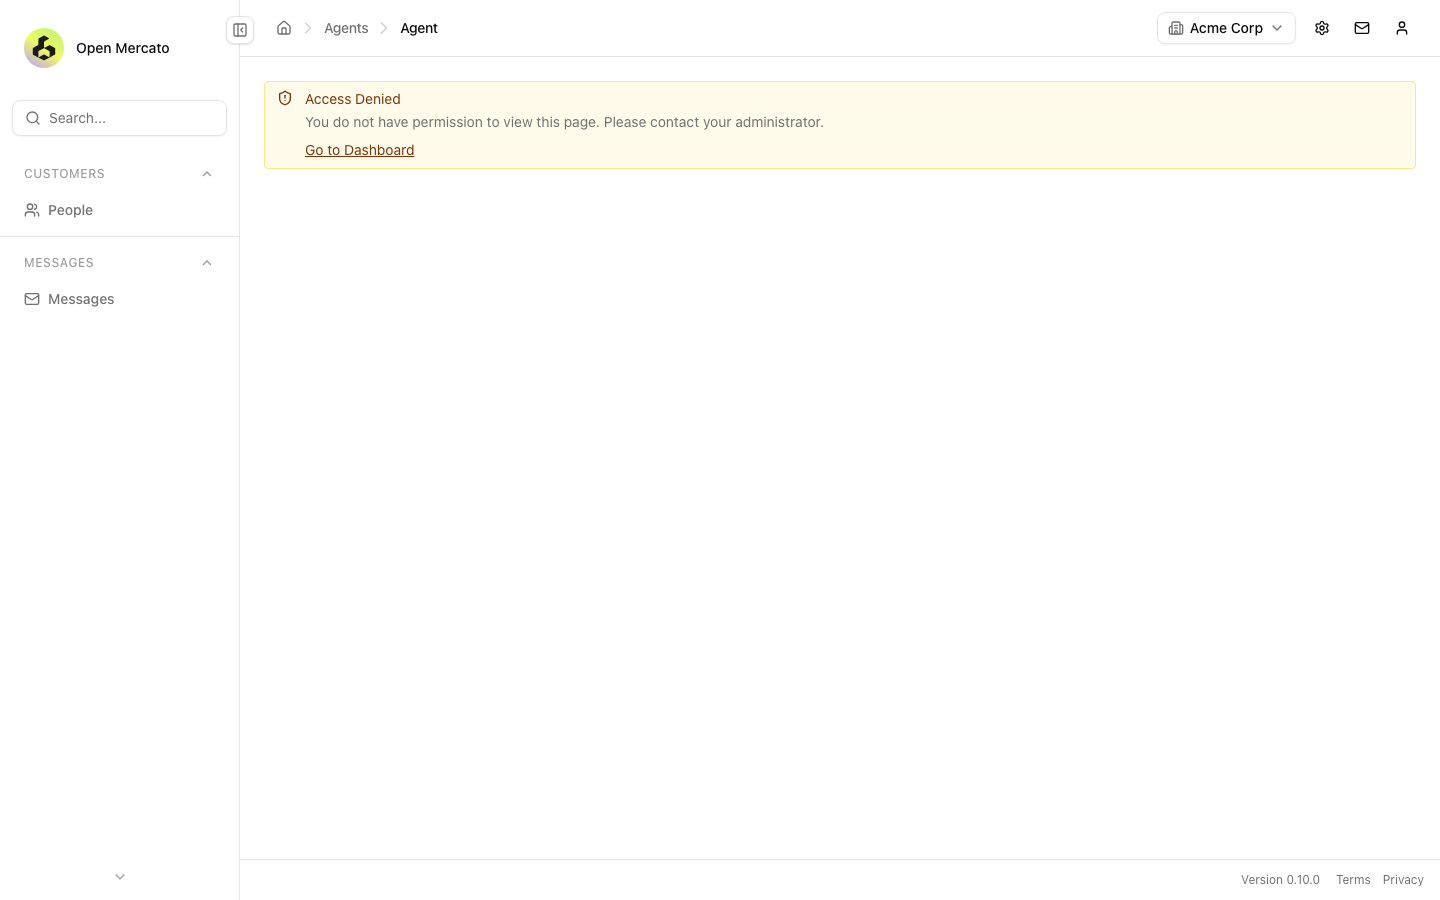 Open Mercato
Search...
CUSTOMERS
People
MESSAGES
Messages
Agents
Agent
Acme Corp
Access Denied
You do not have permission to view this page. Please contact your administrator.
Go to Dashboard
Version 0.10.0
Terms
Privacy